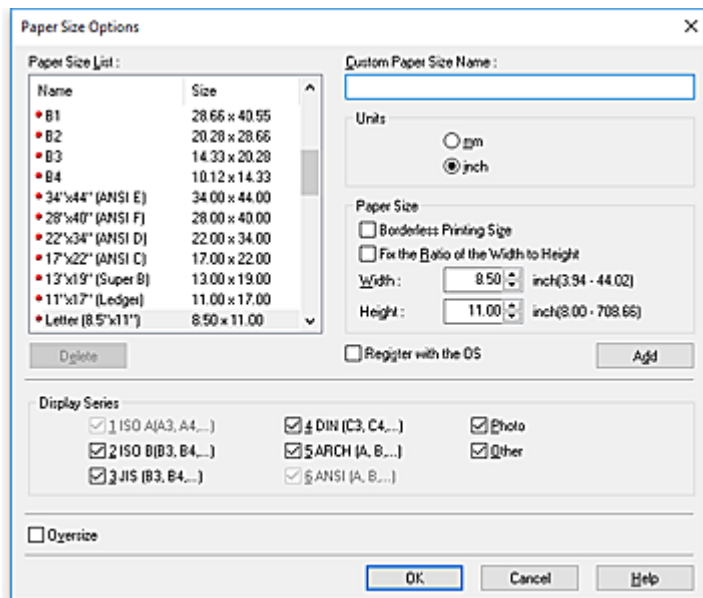 Paper Size Options
Paper Size List :
Name Size
B1 28.66 x 40.55
B2 20.28 x 28.66
B3 14.33 x 20.28
B4 10.12 x 14.33
34"x44" (ANSI E) 34.00 x 44.00
28"x40" (ANSI F) 28.00 x 40.00
22"x34" (ANSI D) 22.00 x 34.00
17"x22" (ANSI C) 17.00 x 22.00
13"x19" (Super B) 13.00 x 19.00
11"x17" (Ledger) 11.00 x 17.00
Letter (8.5"x11") 8.50 x 11.00
Delete
Custom Paper Size Name :
Units
mm
inch
Paper Size
Borderless Printing Size
Fix the Ratio of the Width to Height
Width : 8.50 inch(3.94 - 44.02)
Height : 11.00 inch(8.00 - 708.66)
Register with the OS Add
Display Series
1 ISO A(A3, A4,...) 4 DIN (C3, C4,...) Photo
2 ISO B(B3, B4,...) 5 ARCH (A, B,...) Other
3 JIS (B3, B4,...) 6 ANSI (A, B,...)
Oversize
OK Cancel Help